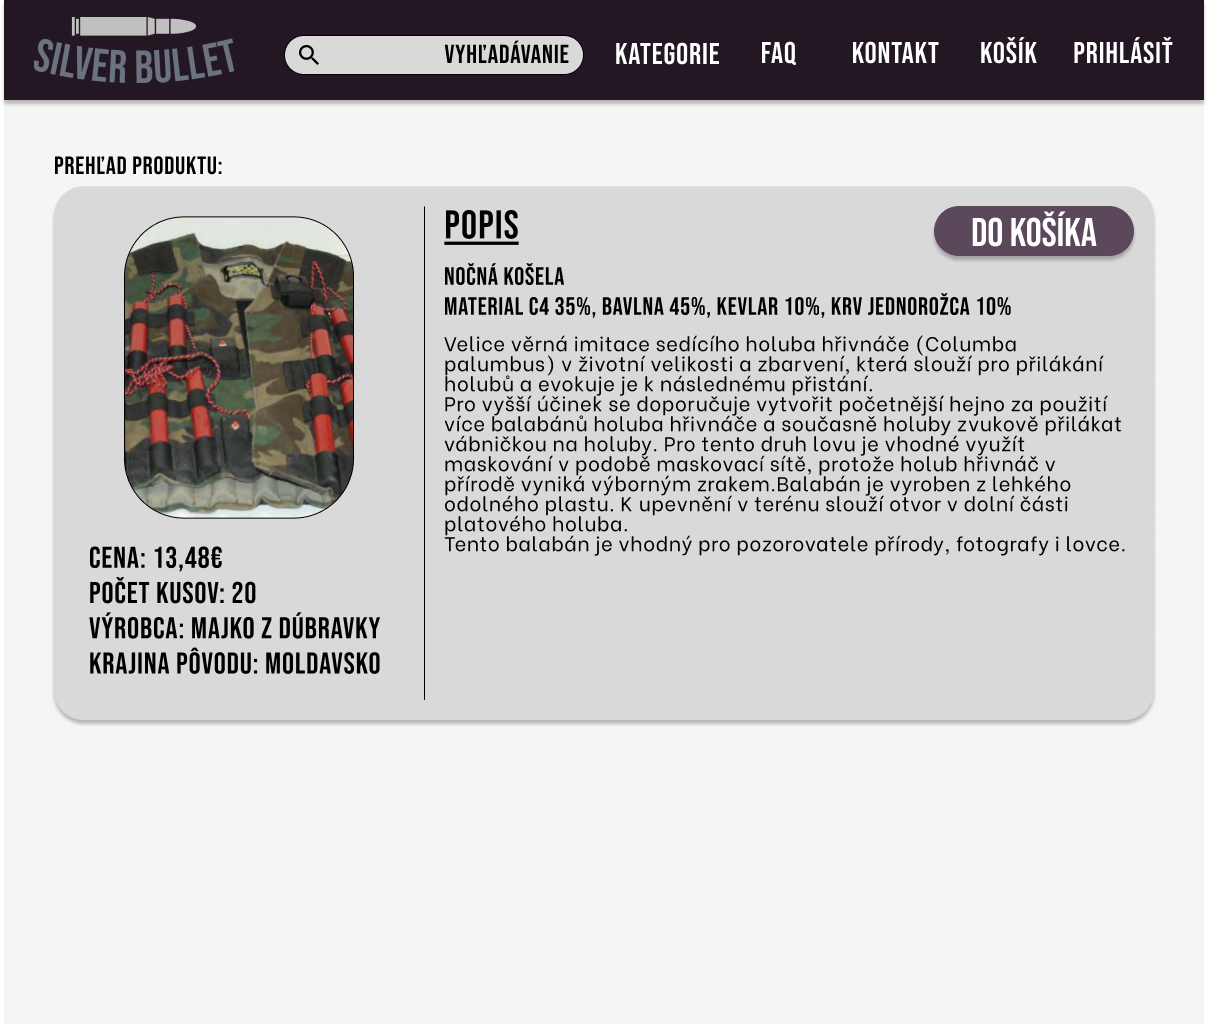 SILVER BULLET
VYHĽADÁVANIE
KATEGORIE
FAQ
KONTAKT
KOŠÍK
PRIHLÁSIŤ
PREHĽAD PRODUKTU:
CENA: 13,48€
POČET KUSOV: 20
VÝROBCA: MAJKO Z DÚBRAVKY
KRAJINA PÔVODU: MOLDAVSKO
POPIS
DO KOŠÍKA
NOČNÁ KOŠELA
MATERIAL C4 35%, BAVLNA 45%, KEVLAR 10%, KRV JEDNOROŽCA 10%
Velice věrná imitace sedícího holuba hřivnáče (Columba
palumbus) v životní velikosti a zbarvení, která slouží pro přilákání
holubů a evokuje je k následnému přistání.
Pro vyšší účinek se doporučuje vytvořit početnější hejno za použití
více balabánů holuba hřivnáče a současně holuby zvukově přilákat
vábničkou na holuby. Pro tento druh lovu je vhodné využít
maskování v podobě maskovací sítě, protože holub hřivnáč v
přírodě vyniká výborným zrakem.Balabán je vyroben z lehkého
odolného plastu. K upevnění v terénu slouží otvor v dolní části
platového holuba.
Tento balabán je vhodný pro pozorovatele přírody, fotografy i lovce.